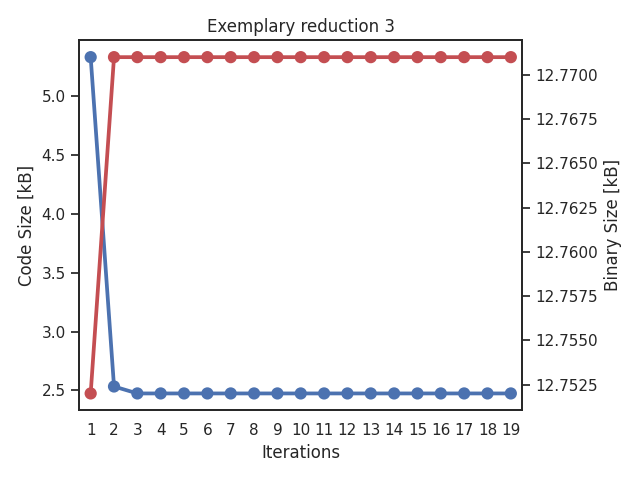 Exemplary reduction 3
Code Size [kB]
5.0
4.5
4.0
3.5
3.0
2.5
12.7700
12.7675
12.7650
12.7625
12.7600
12.7575
12.7550
12.7525
Binary Size [kB]
1 2 3 4 5 6 7 8 9 10 11 12 13 14 15 16 17 18 19
Iterations